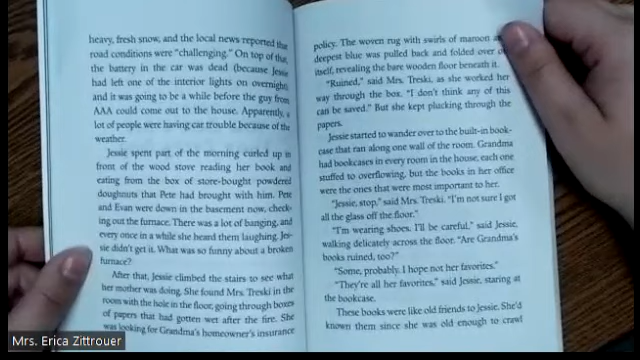 heavy, fresh snow, and the local news reported that
road conditions were "challenging." On top of that,
the battery in the car was dead (because Jessie
had left one of the interior lights on overnight)
and it was going to be a while before the guy from
AAA could come out to the house. Apparently, a
lot of people were having car trouble because of the
weather.
Jessie spent part of the morning curled up in
front of the wood stove reading her book and
eating from the box of store-bought powdered
doughnuts that Pete had brought with him. Pete
and Evan were down in the basement now, check-
ing out the furnace. There was a lot of banging, and
every once in a while she heard them laughing. Jes-
sie didn't get it. What was so funny about a broken
furnace?
After that, Jessie climbed the stairs to see what
her mother was doing. She found Mrs. Treski in the
room with the hole in the floor, going through boxes
of papers that had gotten wet after the fire. She
was looking for Grandma's homeowner's insurance
policy. The woven rug with swirls of maroon
deepest blue was pulled back and folded over
itself, revealing the bare wooden floor beneath it.
"Ruined," said Mrs. Treski, as she worked her
way through the box. "I don't think any of this
can be saved." But she kept plucking through the
papers.
Jessie started to wander over to the built-in book-
case that ran along one wall of the room. Grandma
had bookcases in every room in the house, each one
stuffed to overflowing, but the books in her office
were the ones that were most important to her.
"Jessie, stop," said Mrs. Treski. "I'm not sure I got
all the glass off the floor."
"I'm wearing shoes. I'll be careful," said Jessie,
walking delicately across the floor. "Are Grandma's
books ruined, too?"
"Some, probably. I hope not her favorites."
"They're all her favorites," said Jessie, staring at
the bookcase.
These books were like old friends to Jessie. She'd
known them since she was old enough to crawl
Mrs. Erica Zittrouer